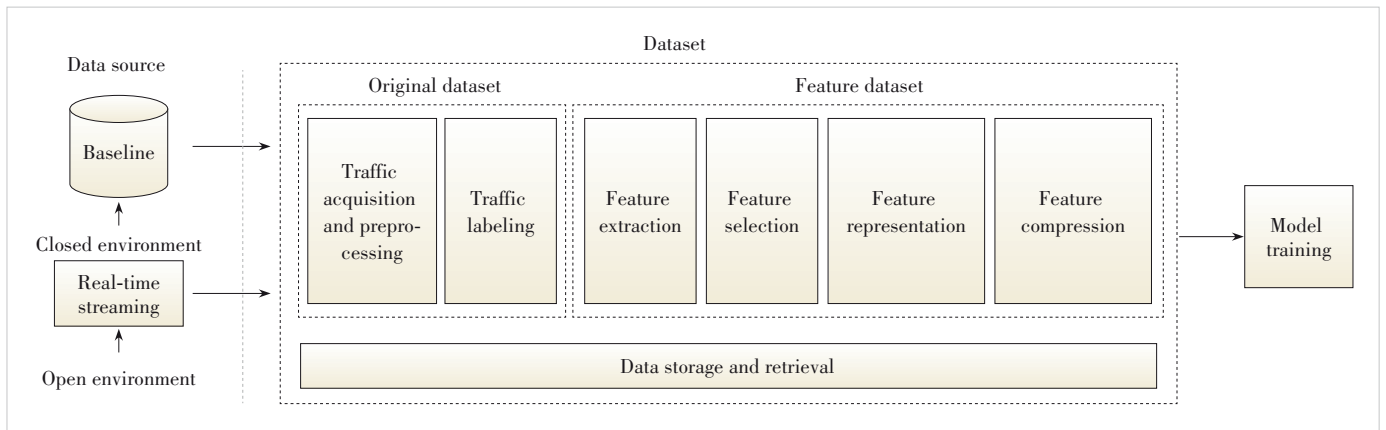 Dataset
Data source
Original dataset
Feature dataset
Baseline
Closed environment
Real-time
streaming
Open environment
Traffic
acquisition
and prepro-
cessing
Traffic
labeling
Feature
extraction
Feature
selection
Feature
representation
Feature
compression
Data storage and retrieval
Model
training